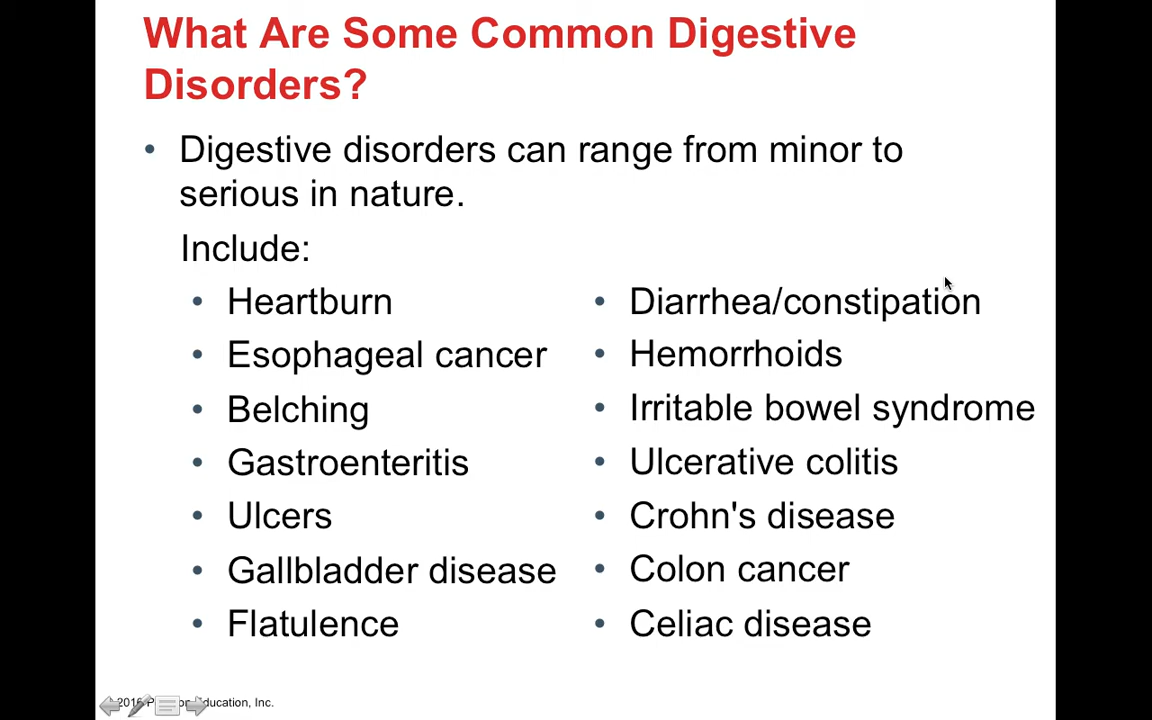 What Are Some Common Digestive
Disorders?
• Digestive disorders can range from minor to
serious in nature.
Include:
• Heartburn
• Esophageal cancer
• Belching
• Gastroenteritis
• Ulcers
• Gallbladder disease
• Flatulence
• Diarrhea/constipation
• Hemorrhoids
• Irritable bowel syndrome
• Ulcerative colitis
• Crohn's disease
• Colon cancer
• Celiac disease
2016 Education, Inc.